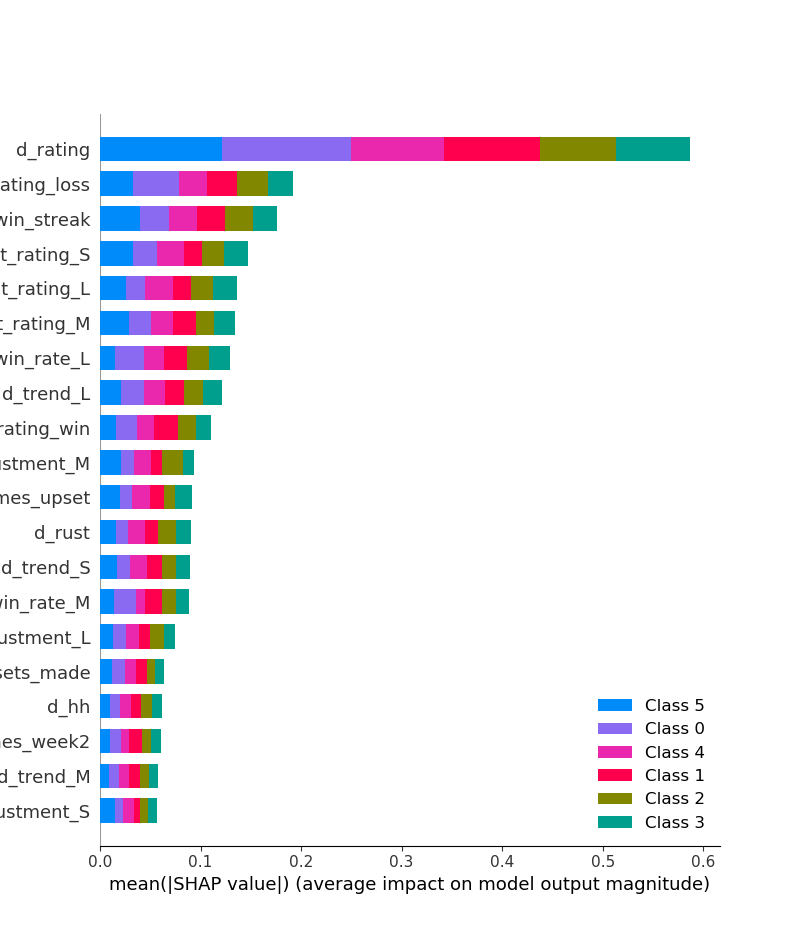 d_rating
ating_loss
win_streak
t_rating_S
t_rating_L
t_rating_M
win_rate_L
d_trend_L
rating_win
ustment_M
mes_upset
d_rust
d_trend_S
win_rate_M
ustment_L
sets_made
d_hh
nes_week2
d_trend_M
ustment_S
Class 5
Class 0
Class 4
Class 1
Class 2
Class 3
0.0 0.1 0.2 0.3 0.4 0.5 0.6
mean(|SHAP value|) (average impact on model output magnitude)